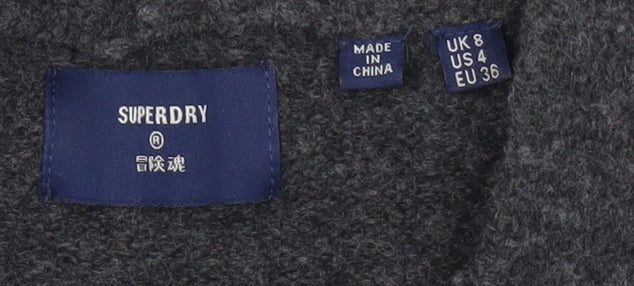 SUPERDRY
®
冒険魂
MADE IN
CHINA
UK 8
US 4
EU 36